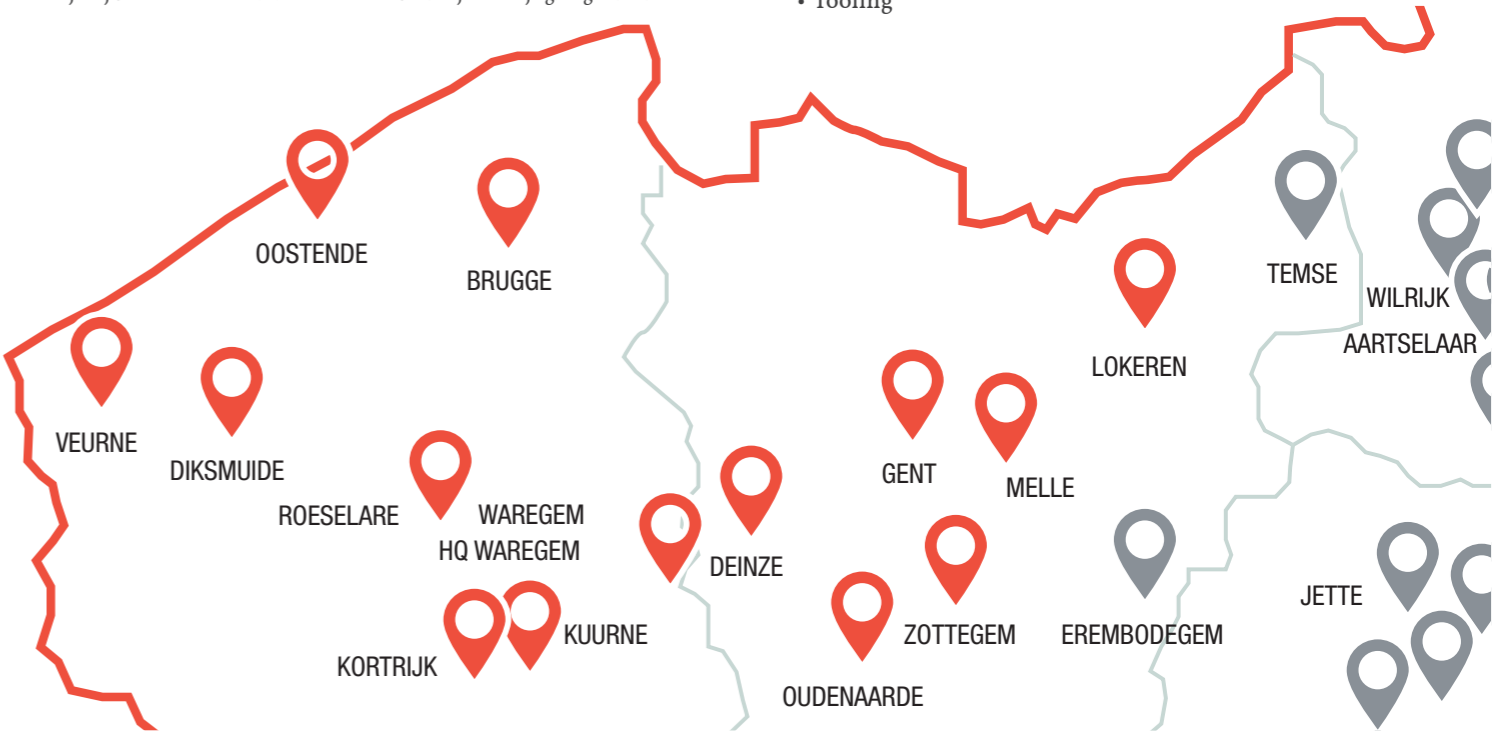 • Tooling
OOSTENDE
BRUGGE
TEMSE
WILRIJK
AARTSELAAR
LOKEREN
VEURNE
DIKSMUIDE
GENT
MELLE
ROESELARE
WAREGEM
HQ WAREGEM
DEINZE
JETTE
KUURNE
ZOTTEGEM
EREMBODEGEM
KORTRIJK
OUDENAARDE